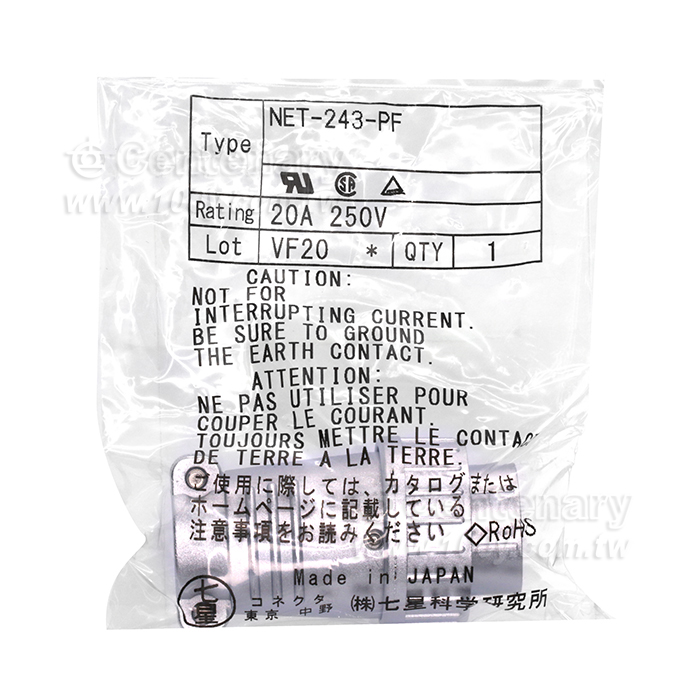 Type NET-243-PF
Rating 20A 250V
Lot VF20 * QTY 1
CAUTION:
NOT FOR
INTERRUPTING CURRENT.
BE SURE TO GROUND
THE EARTH CONTACT.
ATTENTION:
NE PAS UTILISER POUR
COUPER LE COURANT.
TOUJOURS METTRE LE CONTAC
DE TERRE A LA TERRE.
ご使用に際しては、カタログまたは
ホームページに記載している
注意事項をお読みください ◇RoHS
Made in JAPAN
七星 コネクタ
東京 中野 (株)七星科学研究所
Centenary
Centenary